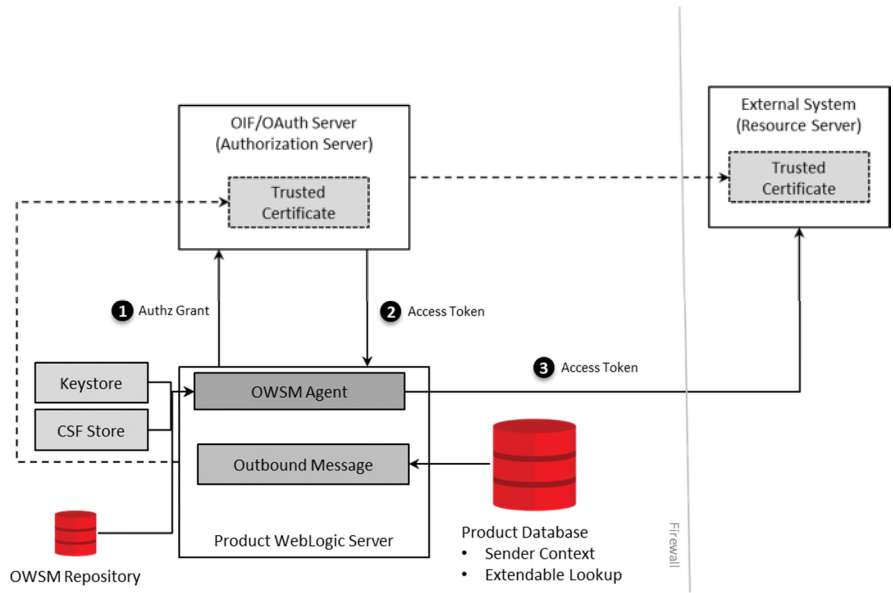 OIF/OAuth Server
(Authorization Server)
Trusted
Certificate
External System
(Resource Server)
Trusted
Certificate
1 Authz Grant
2 Access Token
3 Access Token
Keystore
CSF Store
OWSM Agent
Outbound Message
Product WebLogic Server
OWSM Repository
Product Database
• Sender Context
• Extendable Lookup
Firewall